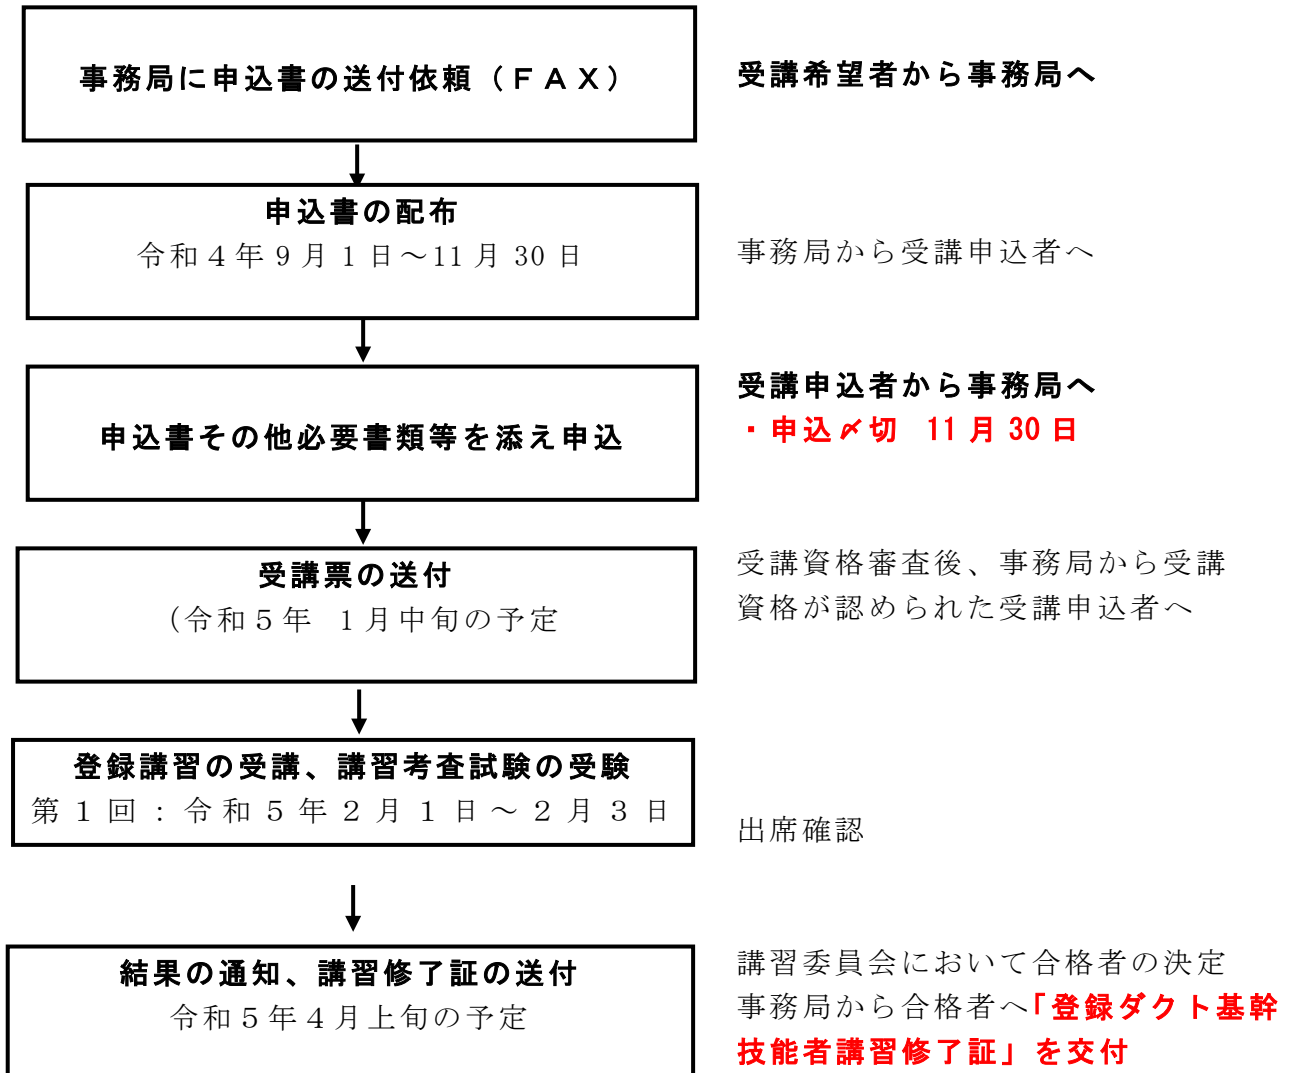 事務局に申込書の送付依頼（ＦＡＸ）
受講希望者から事務局へ
申込書の配布
令和４年９月１日～11月30日
事務局から受講申込者へ
申込書その他必要書類等を添え申込
受講申込者から事務局へ
・申込〆切　11月30日
受講票の送付
(令和５年　1月中旬の予定
受講資格審査後、事務局から受講
資格が認められた受講申込者へ
登録講習の受講、講習考査試験の受験
第１回：令和５年２月１日～２月３日
出席確認
結果の通知、講習修了証の送付
令和５年４月上旬の予定
講習委員会において合格者の決定
事務局から合格者へ「登録ダクト基幹
技能者講習修了証」を交付